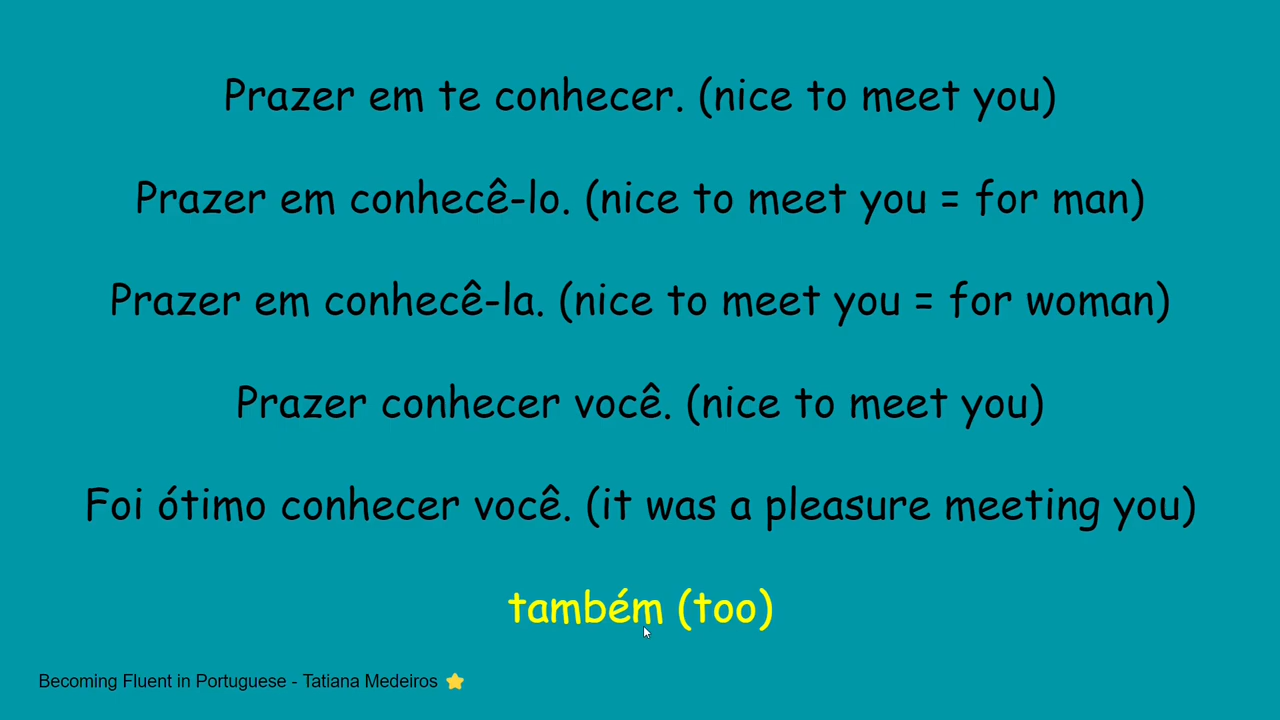 Prazer em te conhecer. (nice to meet you)
Prazer em conhecê-lo. (nice to meet you = for man)
Prazer em conhecê-la. (nice to meet you = for woman)
Prazer conhecer você. (nice to meet you)
Foi ótimo conhecer você. (it was a pleasure meeting you)
também (too)
Becoming Fluent in Portuguese - Tatiana Medeiros